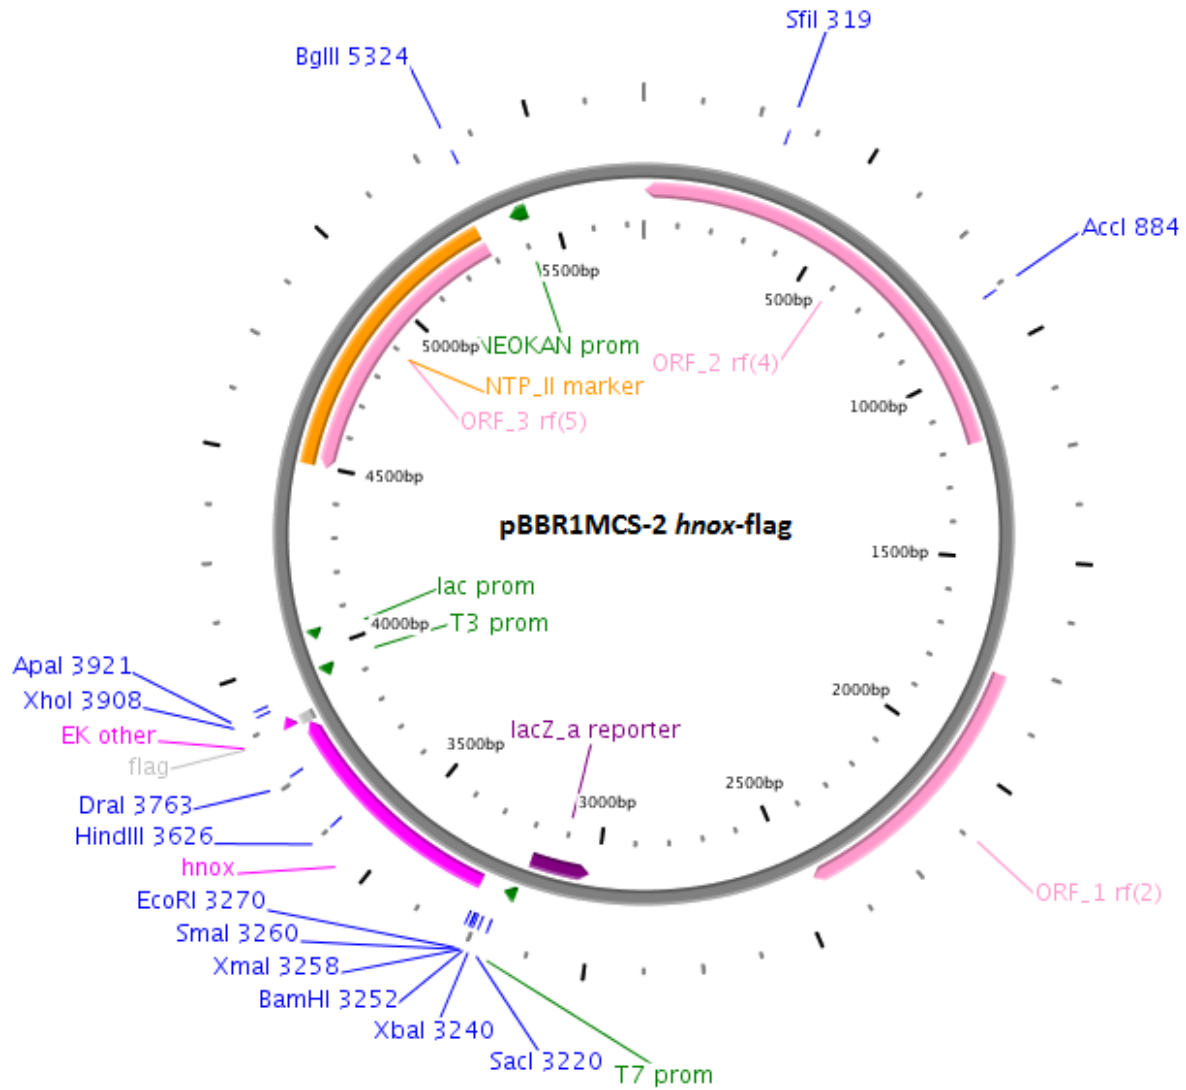 SfiI 319
BglII 5324
AccI 884
5500bp
500bp
NEOKAN prom
5000bp
ORF_2 rf(4)
NTP_II marker
1000bp
ORF_3 rf(5)
4500bp
pBBR1MCS-2 hnox-flag
1500bp
lac prom
4000bp
T3 prom
ApaI 3921
2000bp
XhoI 3908
lacZ_a reporter
EK other
3500bp
flag
2500bp
DraI 3763
3000bp
HindIII 3626
hnox
ORF_1 rf(2)
EcoRI 3270
SmaI 3260
XmaI 3258
BamHI 3252
XbaI 3240
SacI 3220
T7 prom